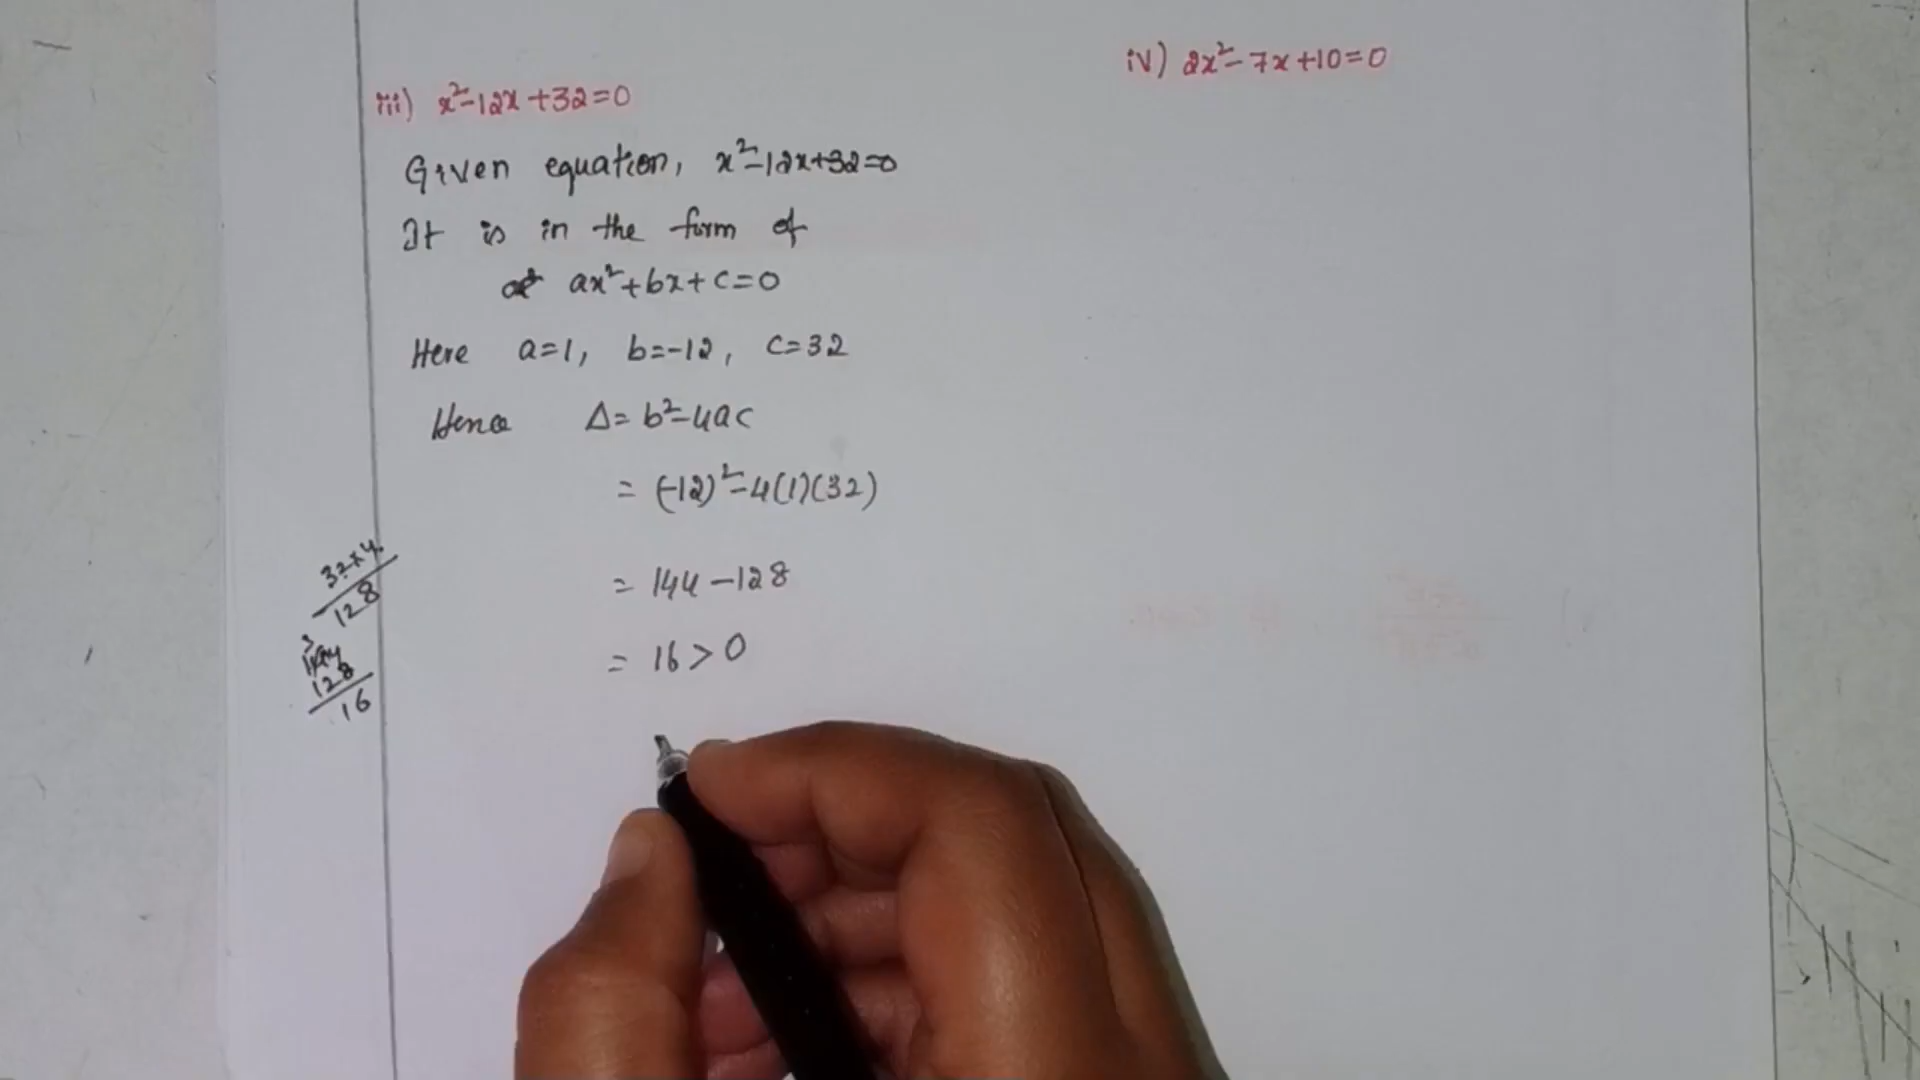 iii) x²-12x+32=0
Given equation, x²-12x+32=0
It is in the form of
ax²+bx+c=0
Here a=1, b=-12, c=32
Hence Δ= b²-4ac
= (-12)²-4(1)(32)
= 144-128
= 16>0
32×4
128
128
16
iv) 2x²-7x+10=0